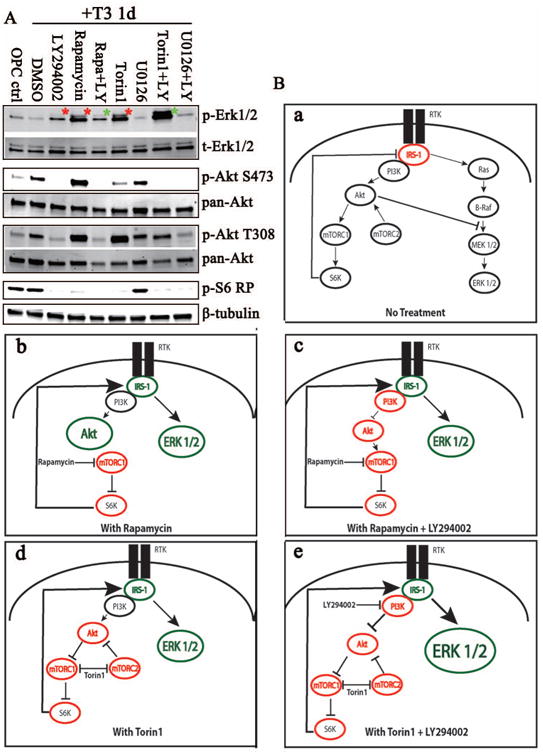 A
+T3 1d
OPC ctrl
DMSO
LY294002
Rapamycin
Rapa+LY
Torin1
U0126
Torin1+LY
U0126+LY
* * * * *
p-Erk1/2
t-Erk1/2
p-Akt S473
pan-Akt
p-Akt T308
pan-Akt
p-S6 RP
β-tubulin
B
a
RTK
IRS-1
PI3K
Ras
Akt
B-Raf
mTORC1
mTORC2
MEK 1/2
S6K
ERK 1/2
No Treatment
b
RTK
IRS-1
PI3K
Akt
ERK 1/2
Rapamycin
mTORC1
S6K
With Rapamycin
c
RTK
IRS-1
PI3K
Akt
ERK 1/2
Rapamycin
mTORC1
S6K
With Rapamycin + LY294002
d
RTK
IRS-1
PI3K
Akt
ERK 1/2
mTORC1
mTORC2
Torin1
S6K
With Torin1
e
RTK
IRS-1
LY294002
PI3K
Akt
ERK 1/2
mTORC1
mTORC2
Torin1
S6K
With Torin1 + LY294002